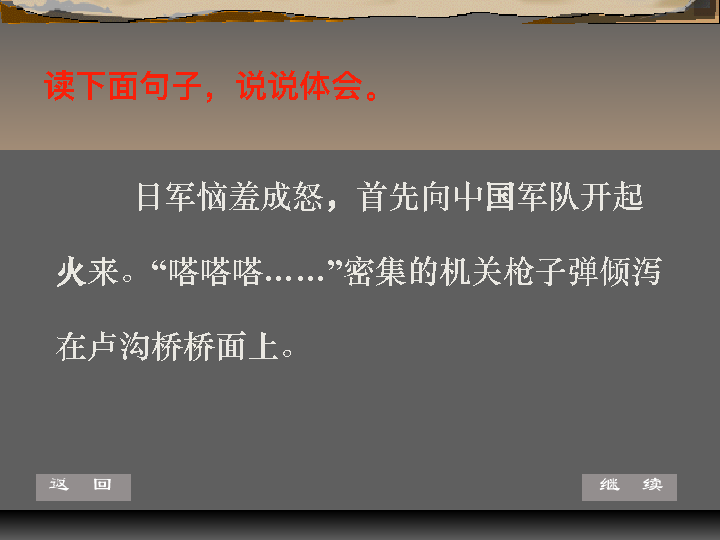 读下面句子，说说体会。
日军恼羞成怒，首先向中国军队开起
火来。“嗒嗒嗒……”密集的机关枪子弹倾泻
在卢沟桥桥面上。
返 回
继 续